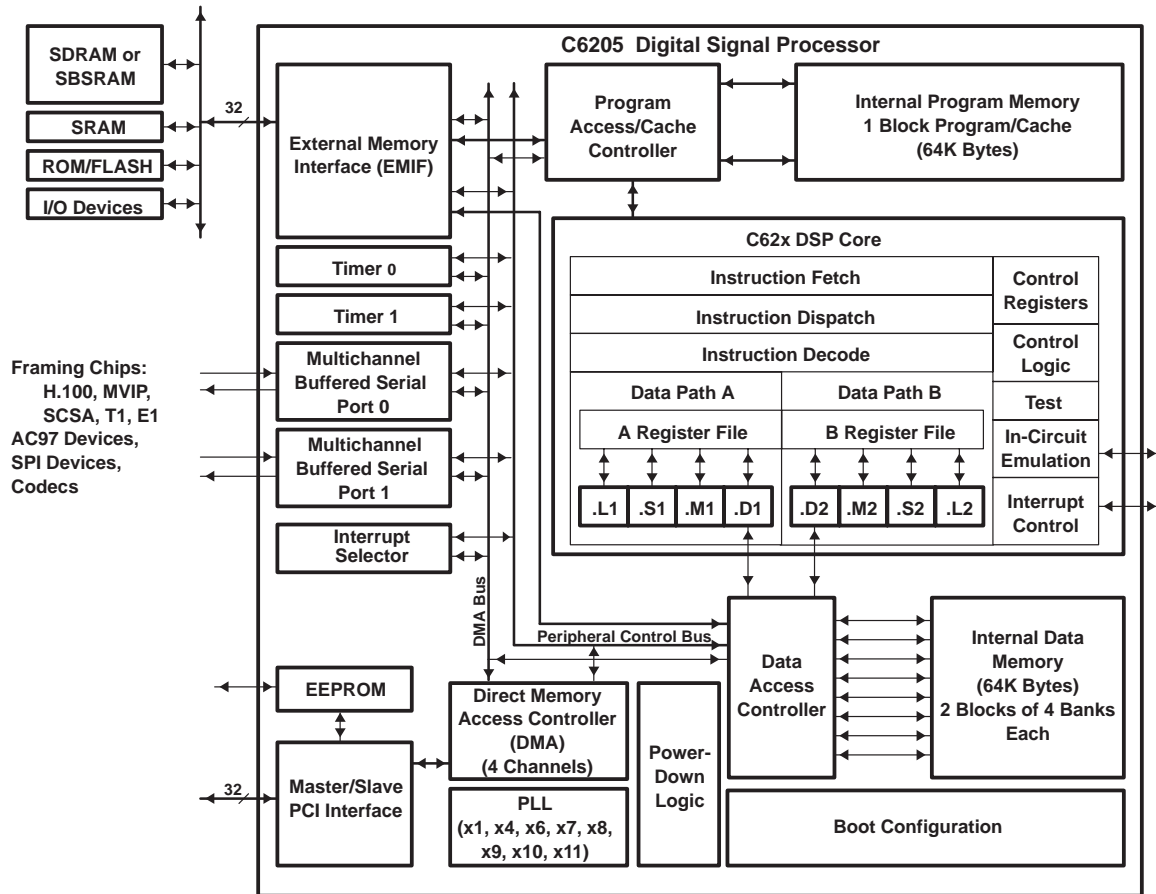 C6205 Digital Signal Processor
SDRAM or
SBSRAM
SRAM
ROM/FLASH
I/O Devices
32
External Memory
Interface (EMIF)
Program
Access/Cache
Controller
Internal Program Memory
1 Block Program/Cache
(64K Bytes)
Timer 0
Timer 1
Framing Chips:
H.100, MVIP,
SCSA, T1, E1
AC97 Devices,
SPI Devices,
Codecs
Multichannel
Buffered Serial
Port 0
Multichannel
Buffered Serial
Port 1
Interrupt
Selector
C62x DSP Core
Instruction Fetch
Instruction Dispatch
Instruction Decode
Control
Registers
Control
Logic
Test
In-Circuit
Emulation
Interrupt
Control
Data Path A
A Register File
.L1 .S1 .M1 .D1
Data Path B
B Register File
.D2 .M2 .S2 .L2
DMA Bus
Peripheral Control Bus
EEPROM
32
Master/Slave
PCI Interface
Direct Memory
Access Controller
(DMA)
(4 Channels)
PLL
(x1, x4, x6, x7, x8,
x9, x10, x11)
Power-
Down
Logic
Data
Access
Controller
Internal Data
Memory
(64K Bytes)
2 Blocks of 4 Banks
Each
Boot Configuration